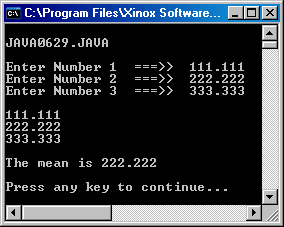 C:\Program Files\Xinox Software...
JAVA0629.JAVA
Enter Number 1  ===>>  111.111
Enter Number 2  ===>>  222.222
Enter Number 3  ===>>  333.333
111.111
222.222
333.333
The mean is 222.222
Press any key to continue...